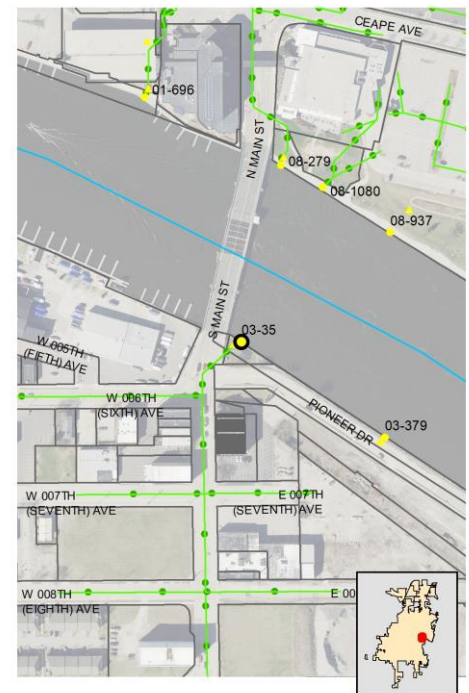 CEAPE AVE
01-696
N MAIN ST
08-279
08-1080
08-937
S MAIN ST
03-35
W 005TH
(FIFTH) AVE
W 006TH
(SIXTH) AVE
PIONEER DR
03-379
W 007TH
(SEVENTH) AVE
E 007TH
(SEVENTH) AVE
W 008TH
(EIGHTH) AVE
E 00